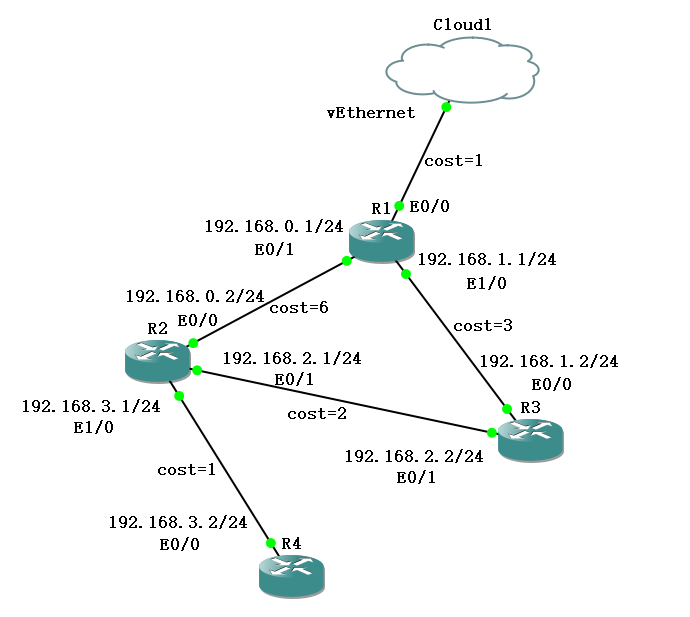 Cloud1
vEthernet
cost=1
R1
E0/0
192.168.0.1/24
E0/1
192.168.1.1/24
E1/0
192.168.0.2/24
E0/0
cost=6
cost=3
R2
192.168.2.1/24
E0/1
192.168.1.2/24
E0/0
192.168.3.1/24
E1/0
cost=2
R3
192.168.2.2/24
E0/1
cost=1
192.168.3.2/24
E0/0
R4